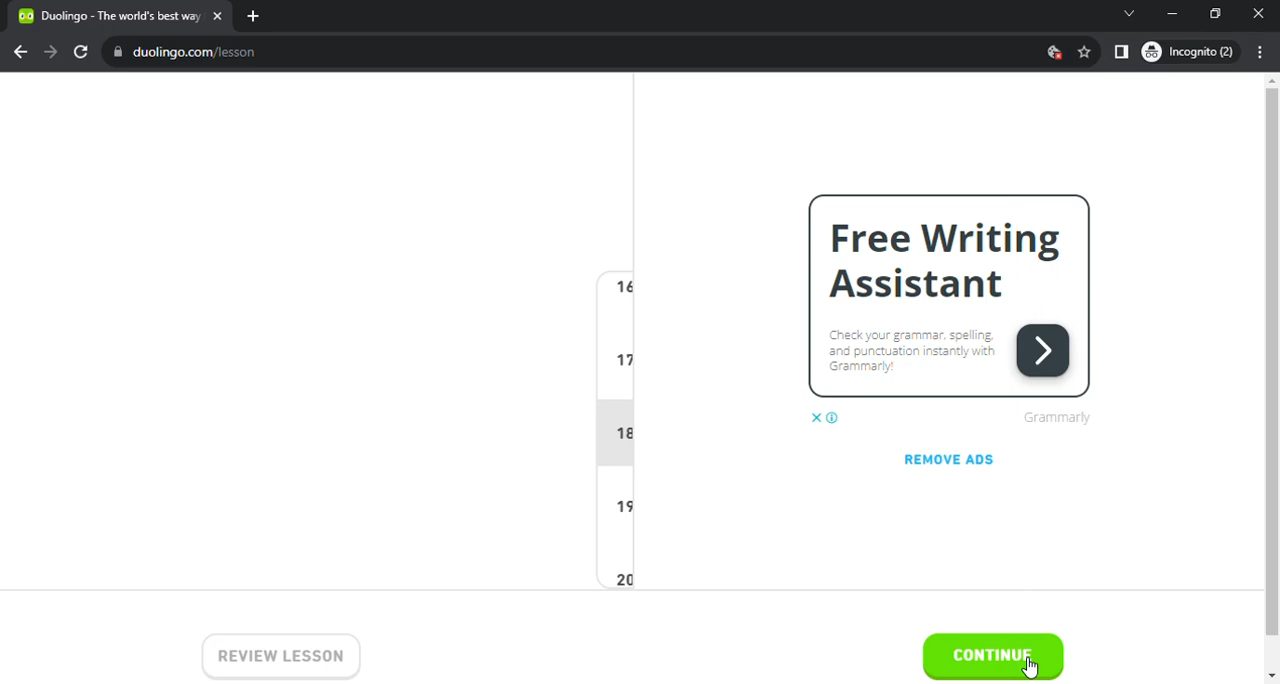 Duolingo - The world's best way
duolingo.com/lesson
Incognito (2)
16
17
18
19
20
Free Writing
Assistant
Check your grammar, spelling,
and punctuation instantly with
Grammarly!
Grammarly
REMOVE ADS
REVIEW LESSON
CONTINUE